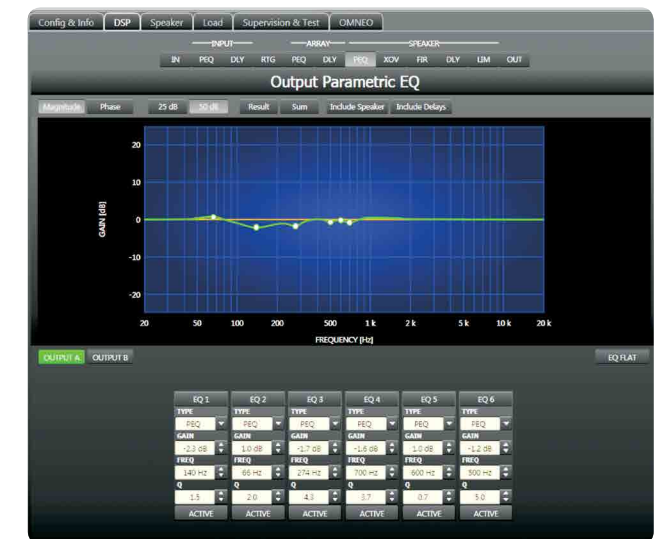 Config & Info DSP Speaker Load Supervision & Test OMNEO
INPUT ARRAY SPEAKER
IN PEQ DLY RTG PEQ DLY PEQ XOV FIR DLY LIM OUT
Output Parametric EQ
Magnitude Phase 25 dB 50 dB Result Sum Include Speaker Include Delays
20
10
0
-10
-20
GAIN [dB]
20 50 100 200 500 1 k 2 k 5 k 10 k 20 k
FREQUENCY [Hz]
OUTPUT A OUTPUT B EQ FLAT
EQ 1 EQ 2 EQ 3 EQ 4 EQ 5 EQ 6
TYPE TYPE TYPE TYPE TYPE TYPE
PEQ PEQ PEQ PEQ PEQ PEQ
GAIN GAIN GAIN GAIN GAIN GAIN
-2.3 dB 1.0 dB -1.7 dB -1.6 dB 1.0 dB -1.2 dB
FREQ FREQ FREQ FREQ FREQ FREQ
140 Hz 66 Hz 274 Hz 700 Hz 600 Hz 500 Hz
Q Q Q Q Q Q
1.5 2.0 4.3 3.7 0.7 5.0
ACTIVE ACTIVE ACTIVE ACTIVE ACTIVE ACTIVE